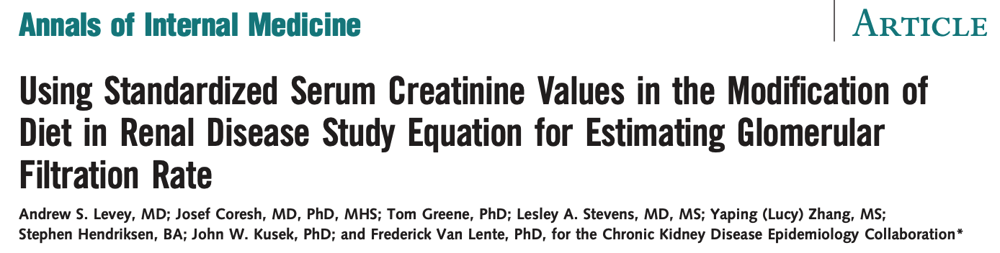 Annals of Internal Medicine
ARTICLE
Using Standardized Serum Creatinine Values in the Modification of
Diet in Renal Disease Study Equation for Estimating Glomerular
Filtration Rate
Andrew S. Levey, MD; Josef Coresh, MD, PhD, MHS; Tom Greene, PhD; Lesley A. Stevens, MD, MS; Yaping (Lucy) Zhang, MS;
Stephen Hendriksen, BA; John W. Kusek, PhD; and Frederick Van Lente, PhD, for the Chronic Kidney Disease Epidemiology Collaboration*